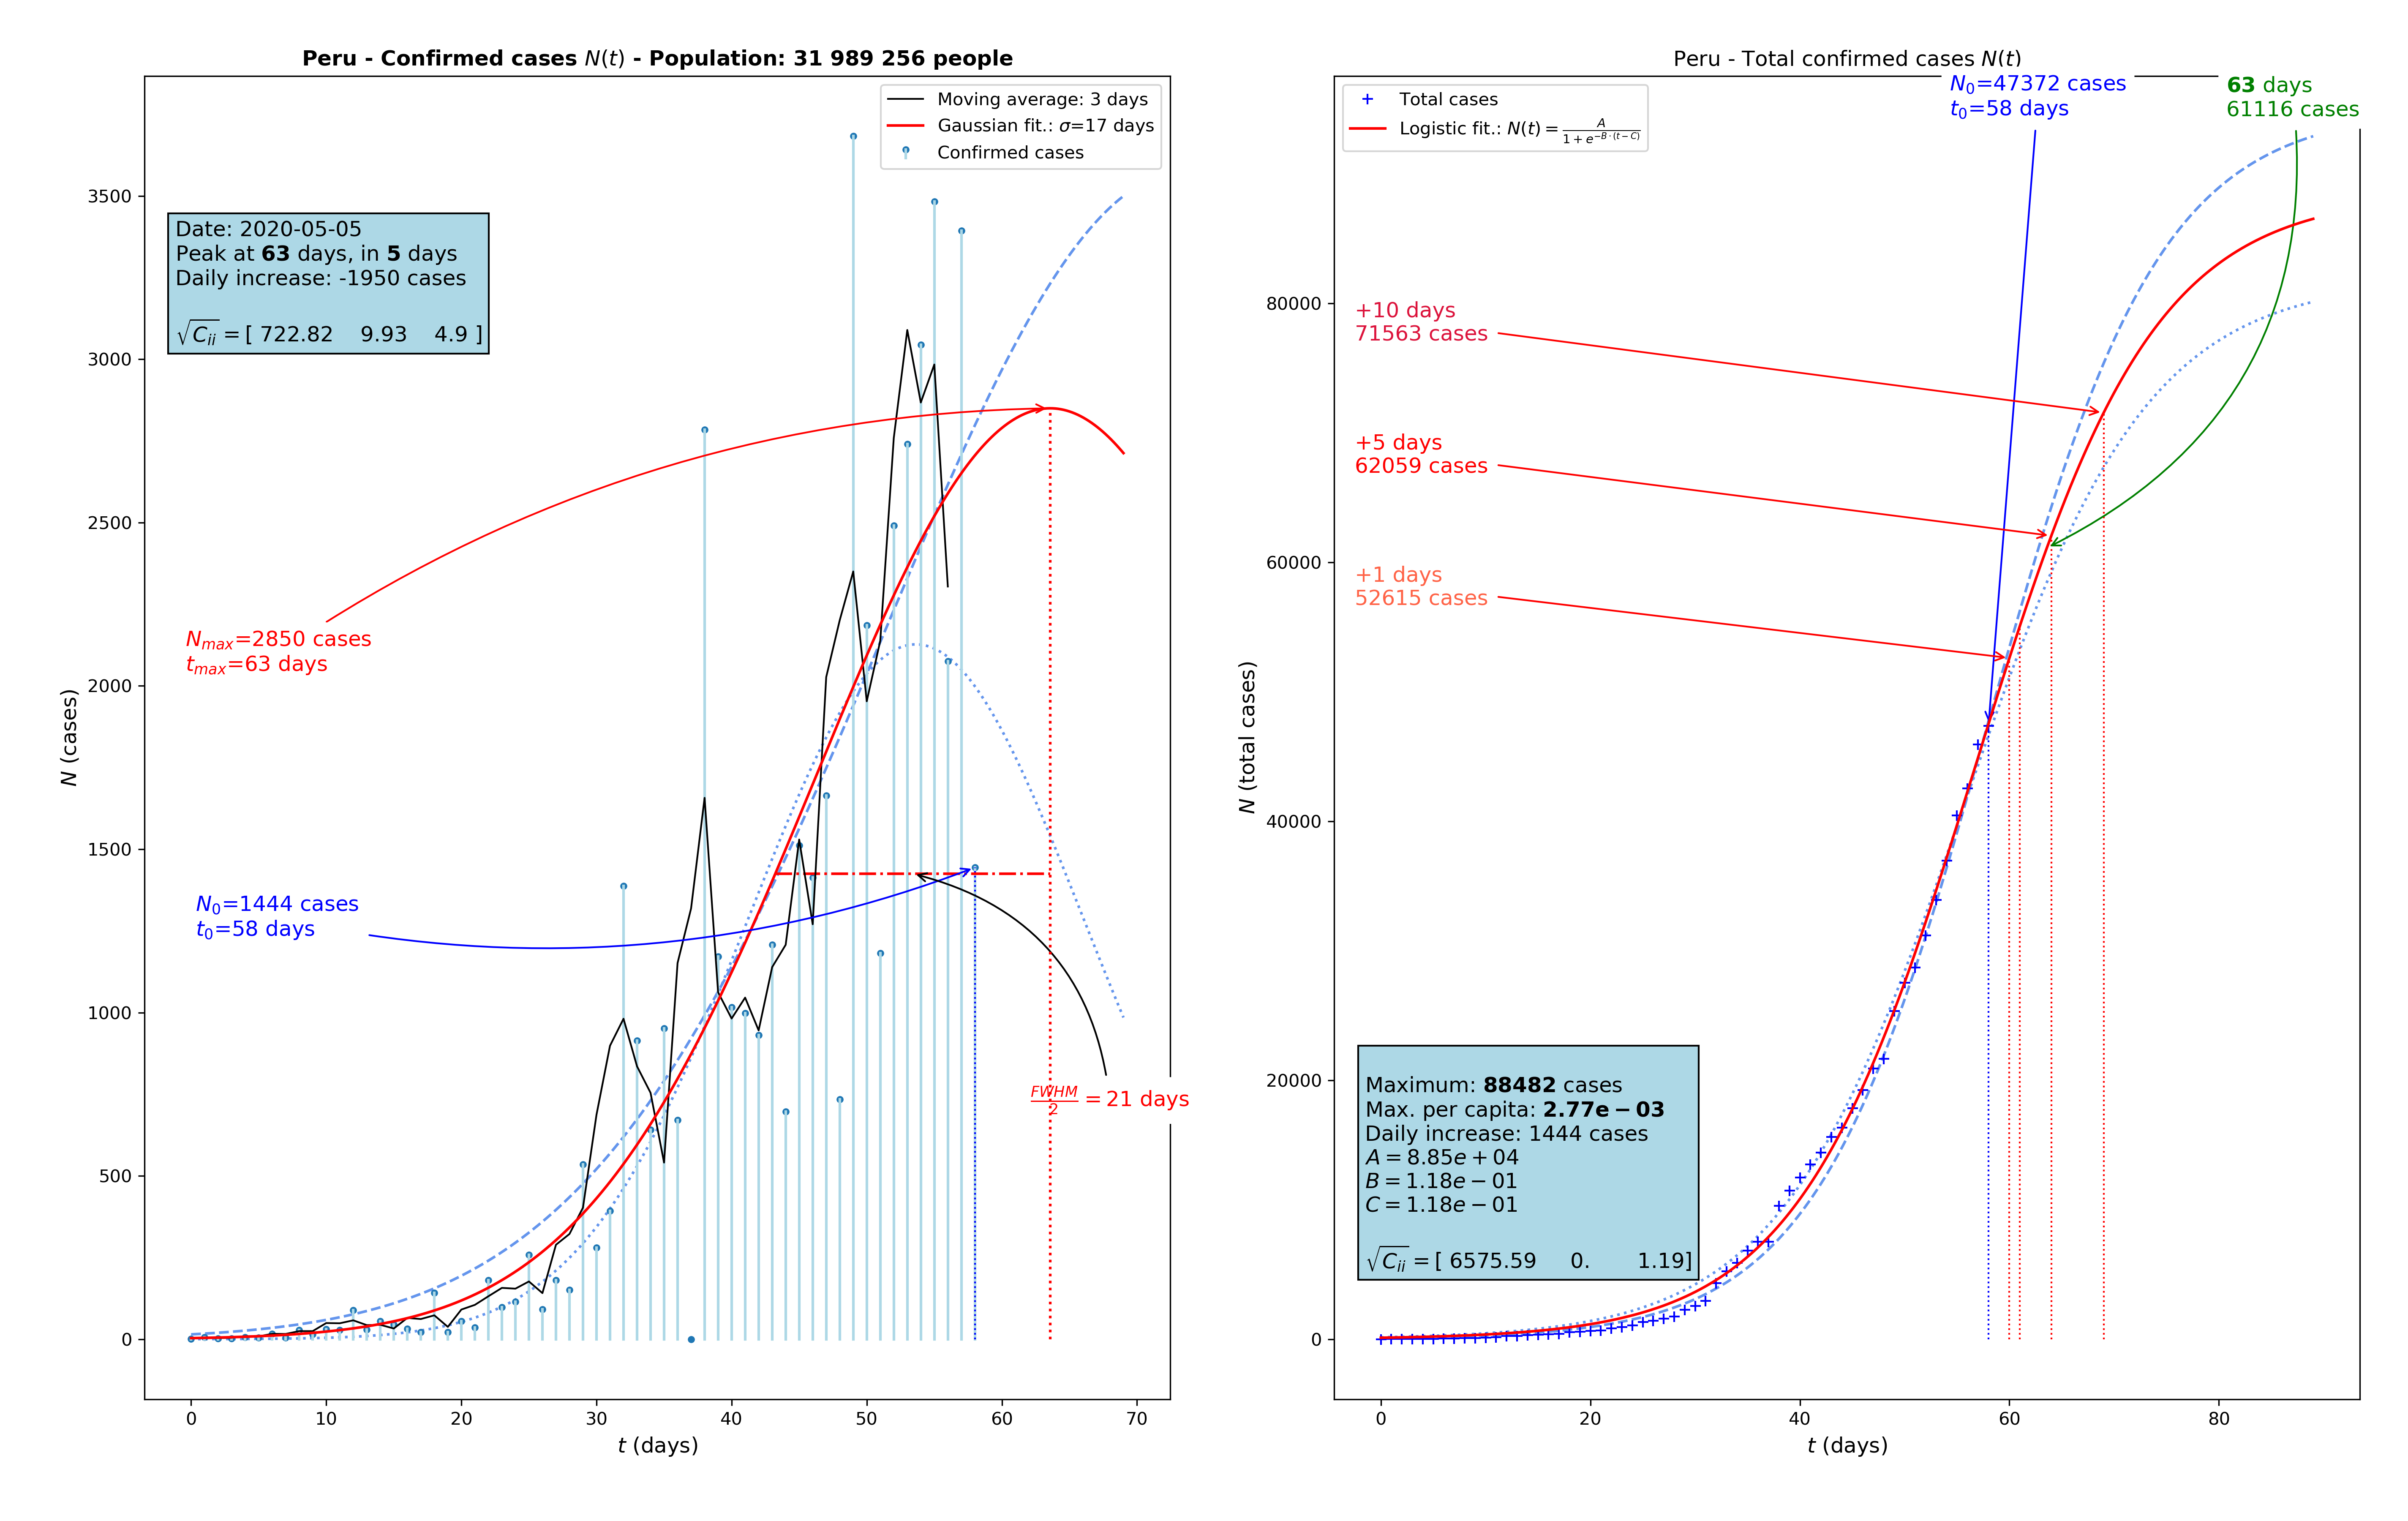 Peru - Confirmed cases N(t) - Population: 31 989 256 people
Moving average: 3 days
Gaussian fit.: σ=17 days
Confirmed cases
Date: 2020-05-05
Peak at 63 days, in 5 days
Daily increase: -1950 cases
√C_ii = [ 722.82 9.93 4.9 ]
N_max=2850 cases
t_max=63 days
N_0=1444 cases
t_0=58 days
FWHM/2 = 21 days
3500
3000
2500
2000
1500
1000
500
0
N (cases)
0 10 20 30 40 50 60 70
t (days)
Peru - Total confirmed cases N(t)
N_0=47372 cases
t_0=58 days
63 days
61116 cases
Total cases
Logistic fit.: N(t) = A/(1 + e^(−B·(t−C)))
+10 days
71563 cases
+5 days
62059 cases
+1 days
52615 cases
Maximum: 88482 cases
Max. per capita: 2.77e − 03
Daily increase: 1444 cases
A = 8.85e + 04
B = 1.18e − 01
C = 1.18e − 01
√C_ii = [ 6575.59 0. 1.19]
80000
60000
40000
20000
0
N (total cases)
0 20 40 60 80
t (days)